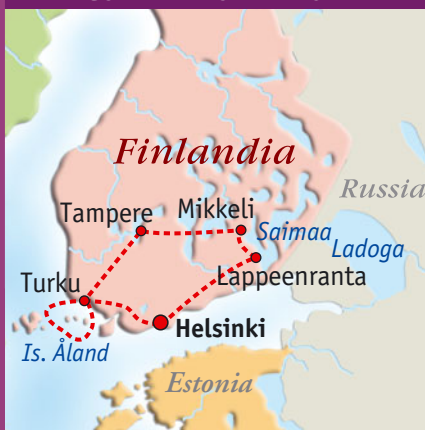 Finlandia
Russia
Tampere
Mikkeli
Saimaa
Ladoga
Lappeenranta
Turku
Helsinki
Is. Åland
Estonia